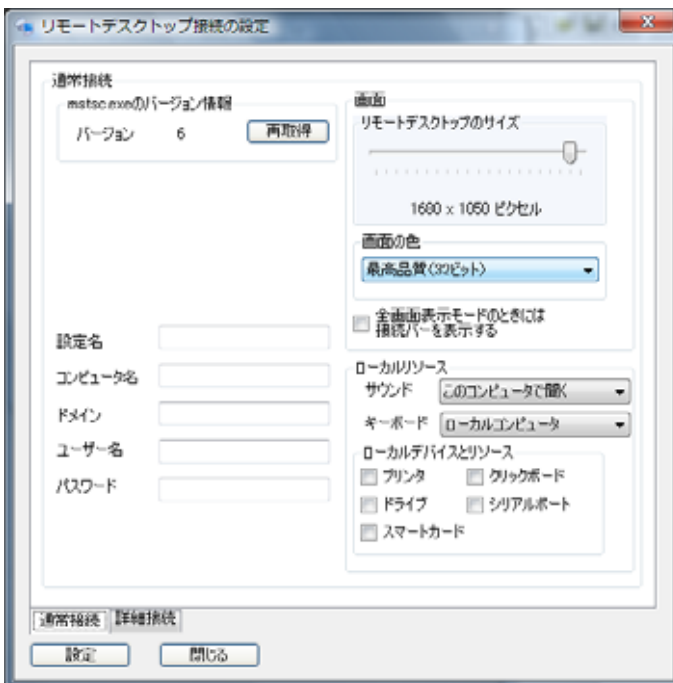 リモートデスクトップ接続の設定
通常接続
mstsc.exeのバージョン情報
バージョン 6 再取得
設定名
コンピュータ名
ドメイン
ユーザー名
パスワード
画面
リモートデスクトップのサイズ
1680 x 1050 ピクセル
画面の色
最高品質(32ビット)
全画面表示モードのときには
接続バーを表示する
ローカルリソース
サウンド このコンピュータで聞く
キーボード ローカルコンピュータ
ローカルデバイスとリソース
プリンタ クリックボード
ドライブ シリアルポート
スマートカード
通常接続 詳細接続
設定 閉じる